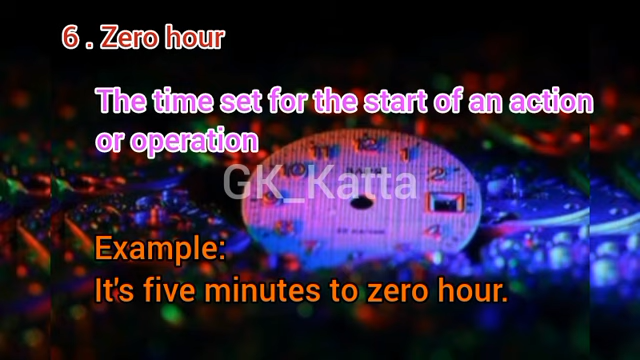 6 . Zero hour
The time set for the start of an action
or operation
GK_Katta
Example:
It's five minutes to zero hour.